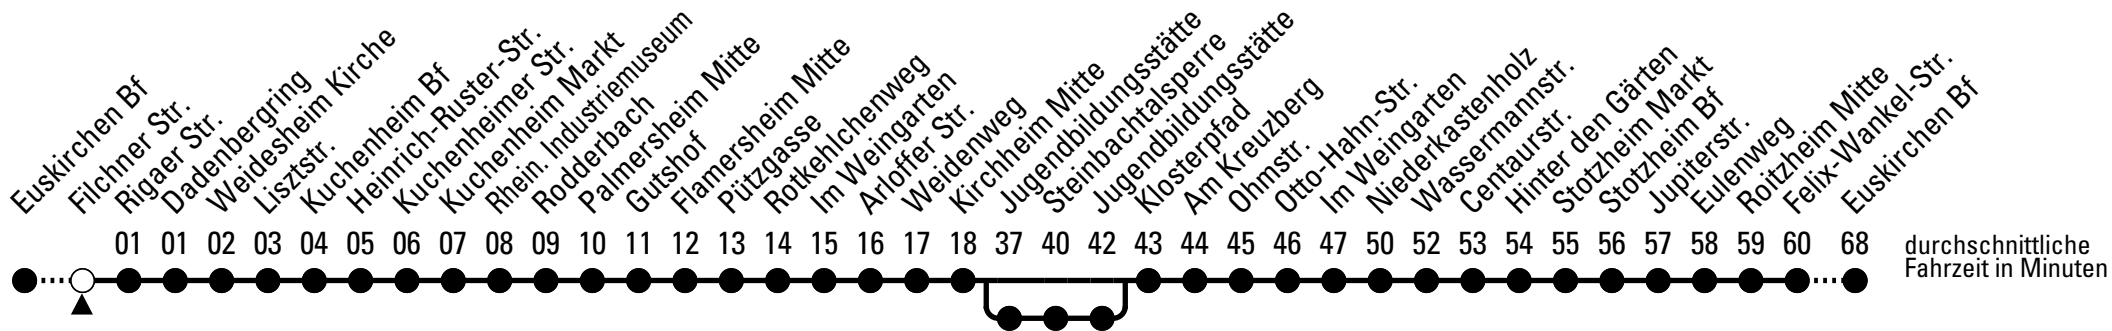 Euskirchen Bf
Filchner Str.
Rigaer Str.
Dadenbergring
Weidesheim Kirche
Lisztstr.
Kuchenheim Bf
Heinrich-Ruster-Str.
Kuchenheimer Str.
Kuchenheim Markt
Rhein. Industriemuseum
Rodderbach
Palmersheim Mitte
Gutshof
Flamersheim Mitte
Pützgasse
Rotkehlchenweg
Im Weingarten
Arloffer Str.
Weidenweg
Kirchheim Mitte
Jugendbildungsstätte
Steinbachtalsperre
Jugendbildungsstätte
Klosterpfad
Am Kreuzberg
Ohmstr.
Otto-Hahn-Str.
Im Weingarten
Niederkastenholz
Wassermannstr.
Centaurstr.
Hinter den Gärten
Stotzheim Markt
Stotzheim Bf
Jupiterstr.
Eulenweg
Roitzheim Mitte
Felix-Wankel-Str.
Euskirchen Bf
01 01 02 03 04 05 06 07 08 09 10 11 12 13 14 15 16 17 18 37 40 42 43 44 45 46 47 50 52 53 54 55 56 57 58 59 60 68
durchschnittliche
Fahrzeit in Minuten